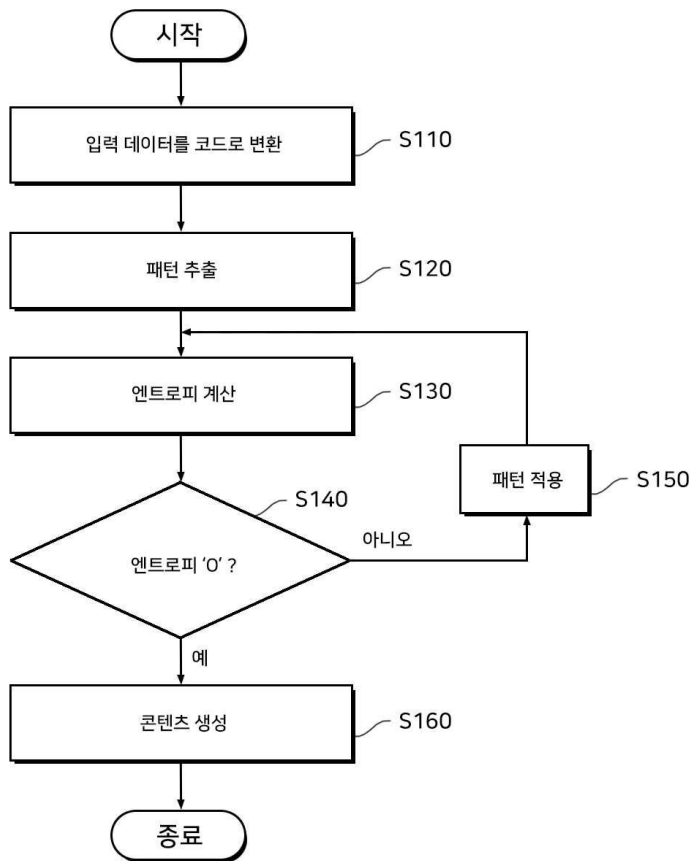 시작
입력 데이터를 코드로 변환
S110
패턴 추출
S120
엔트로피 계산
S130
S140
엔트로피 ‘0’ ?
아니오
패턴 적용
S150
예
콘텐츠 생성
S160
종료